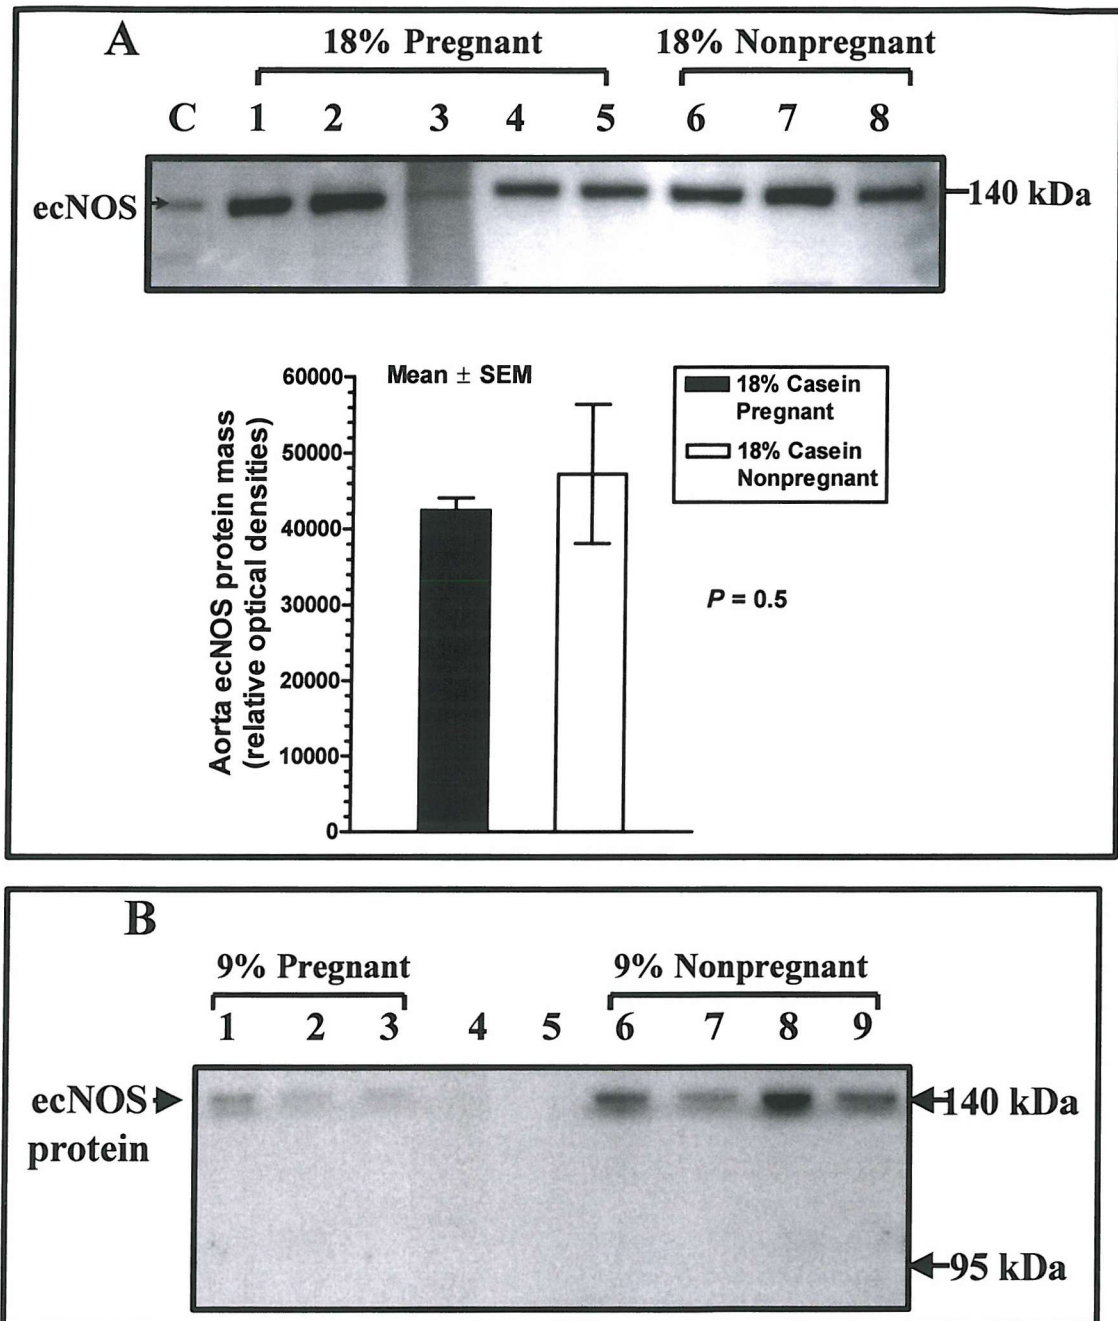 A
18% Pregnant 18% Nonpregnant
C 1 2 3 4 5 6 7 8
ecNOS 140 kDa
60000
50000
40000
30000
20000
10000
0
Aorta ecNOS protein mass
(relative optical densities)
Mean ± SEM
18% Casein
Pregnant
18% Casein
Nonpregnant
P = 0.5
B
9% Pregnant 9% Nonpregnant
1 2 3 4 5 6 7 8 9
ecNOS
protein
140 kDa
95 kDa